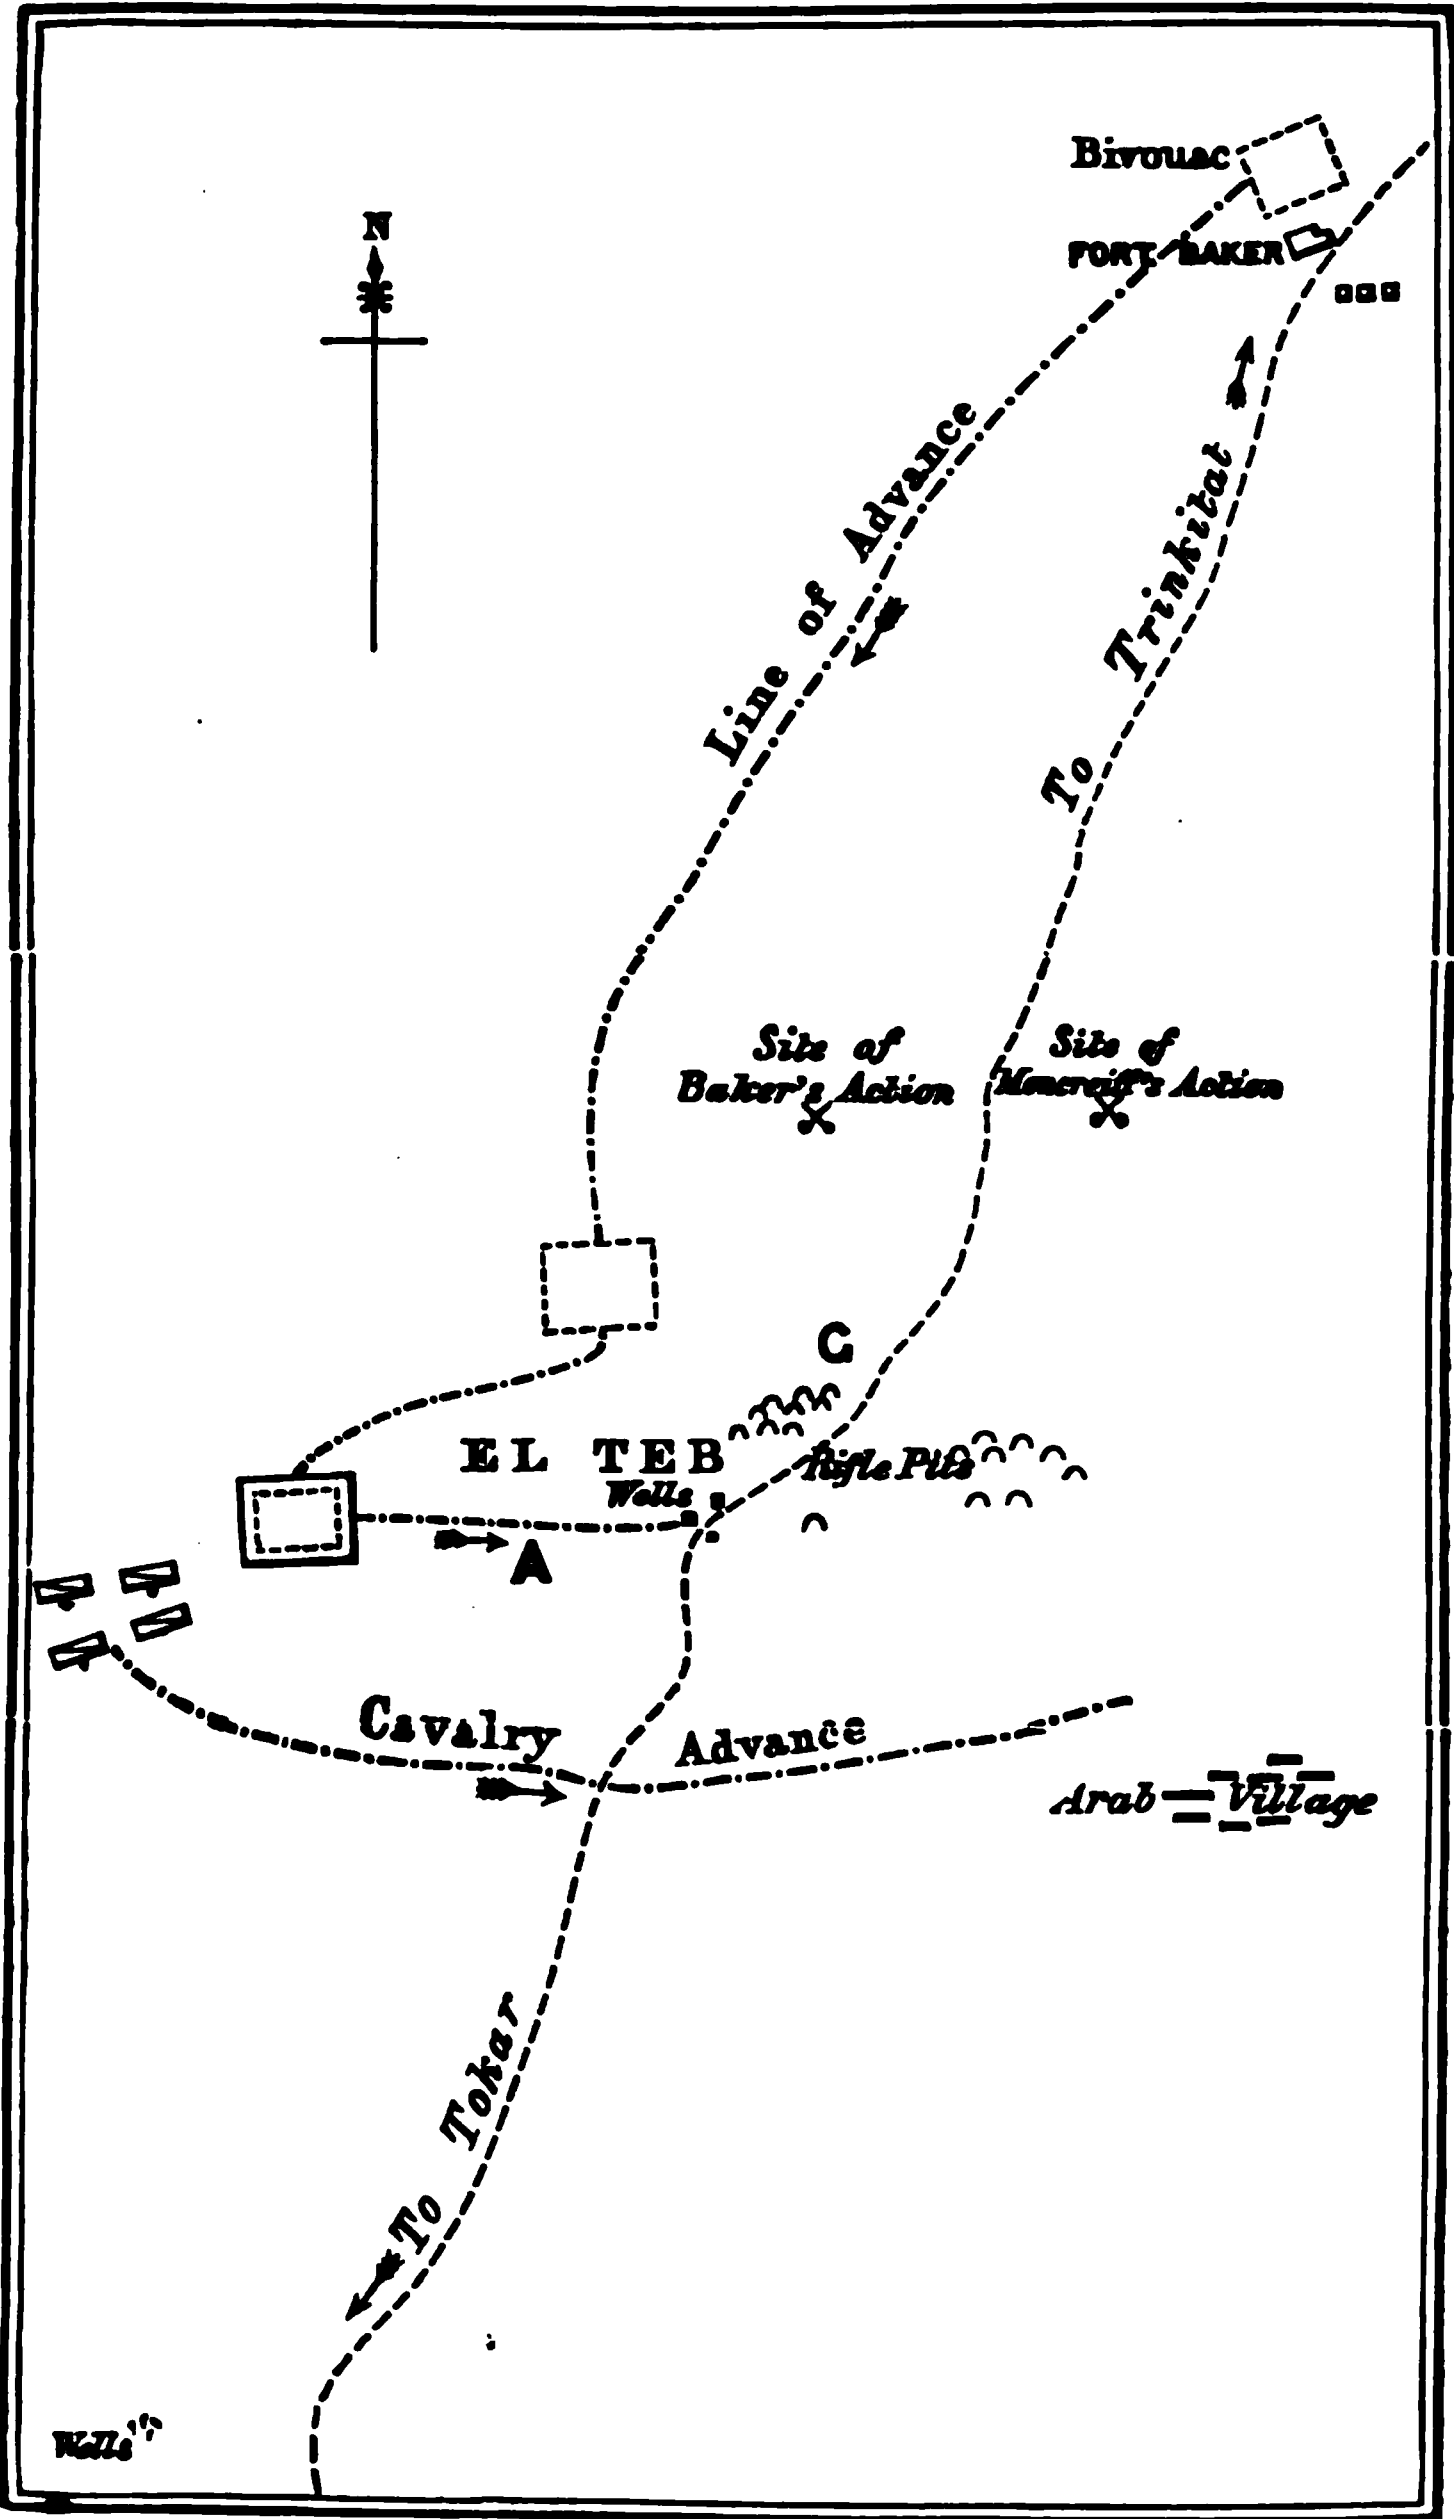 Bivouac
N
FORT BAKER
Line of Advance
To Trinkitat
Site of
Baker's Action
Site of
Moncreiff's Action
C
EL TEB
Rifle Pits
Wells
A
Cavalry Advance
Arab Village
To Tokar
Wells